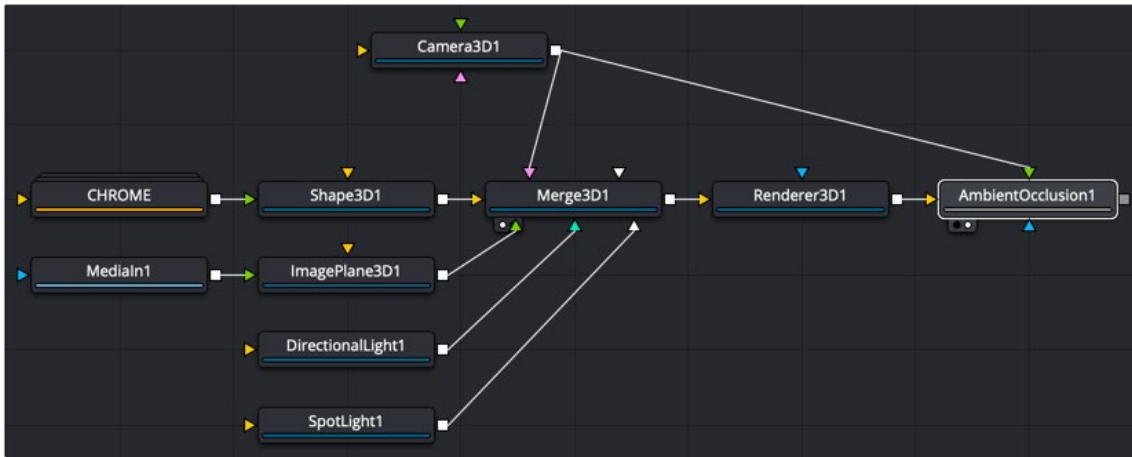 Camera3D1
CHROME
Shape3D1
Merge3D1
Renderer3D1
AmbientOcclusion1
MediaIn1
ImagePlane3D1
DirectionalLight1
SpotLight1